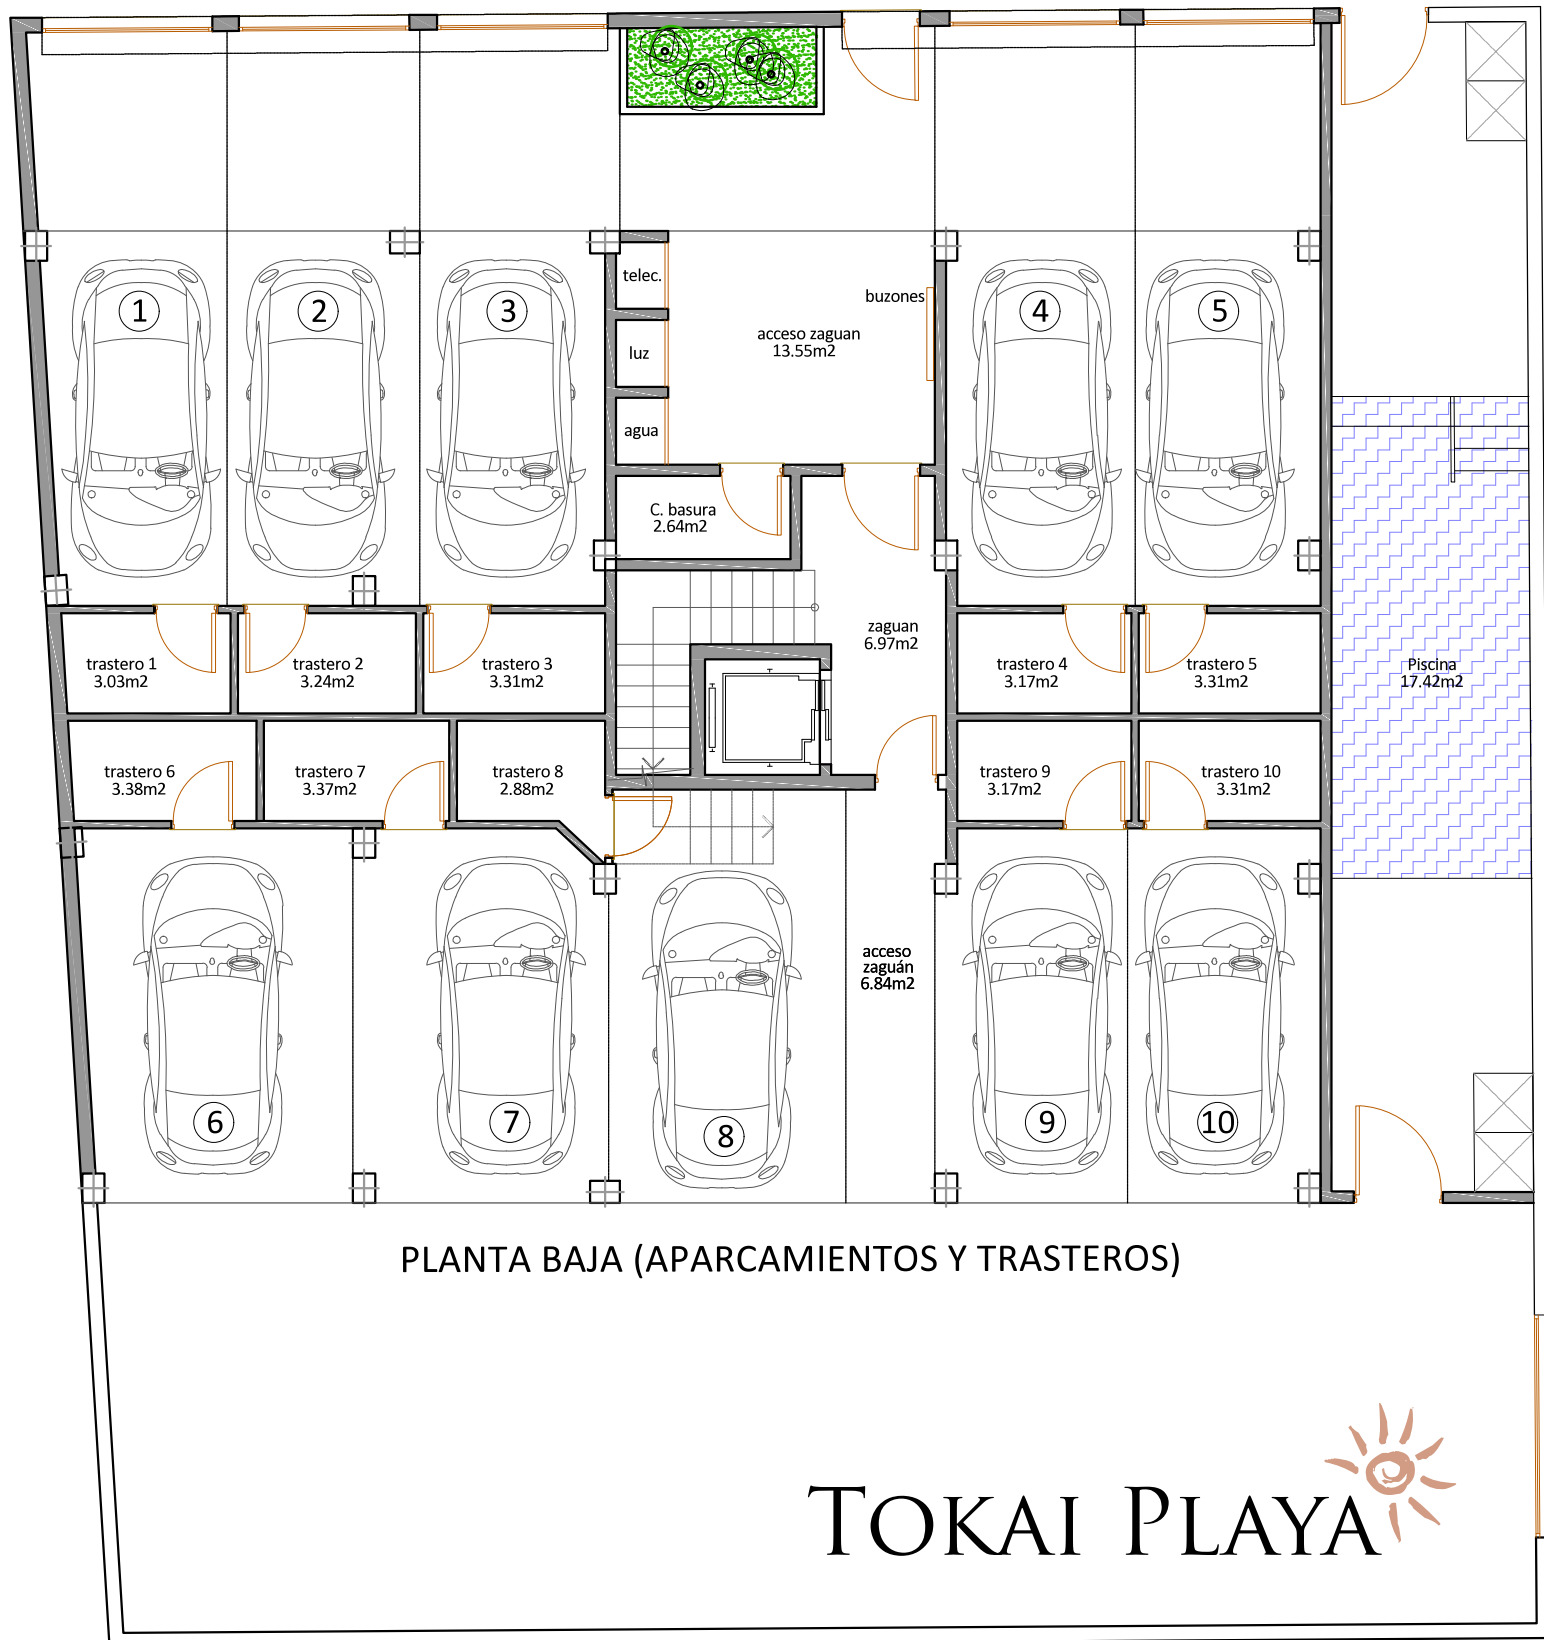 1
2
3
4
5
telec.
luz
agua
buzones
acceso zaguan
13.55m2
C. basura
2.64m2
zaguan
6.97m2
trastero 1
3.03m2
trastero 2
3.24m2
trastero 3
3.31m2
trastero 4
3.17m2
trastero 5
3.31m2
Piscina
17.42m2
trastero 6
3.38m2
trastero 7
3.37m2
trastero 8
2.88m2
trastero 9
3.17m2
trastero 10
3.31m2
acceso
zaguán
6.84m2
6
7
8
9
10
PLANTA BAJA (APARCAMIENTOS Y TRASTEROS)
TOKAI PLAYA